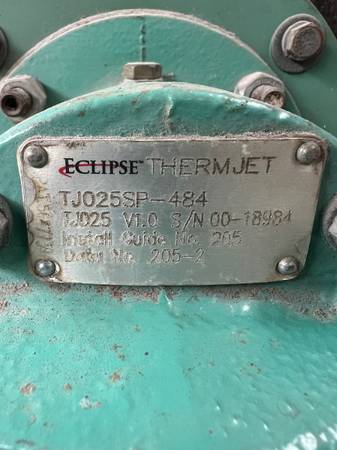 ECLIPSE THERMJET
TJ025SP-484
TJ025 V1.0 S/N 00-18984
Install Guide No. 205
Data No. 205-2